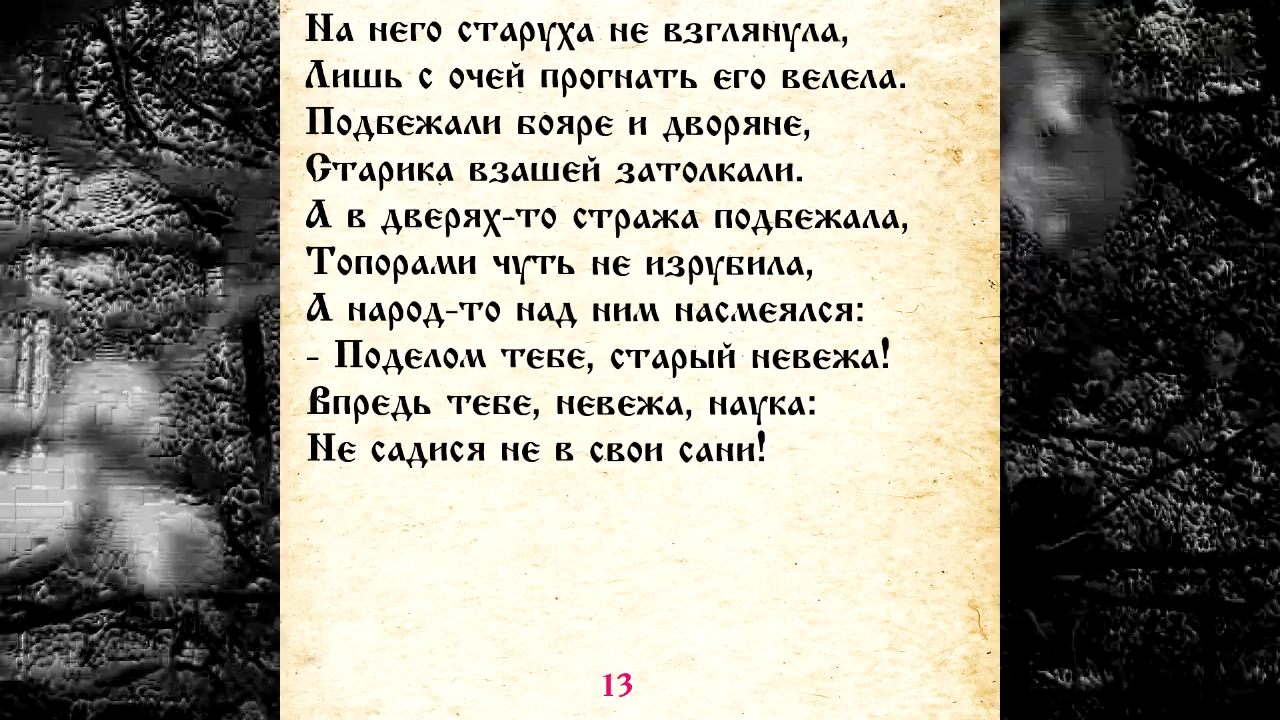 На него старуха не взглянула,
Лишь с очей прогнать его велела.
Подбежали бояре и дворяне,
Старика взашей затолкали.
А в дверях-то стража подбежала,
Топорами чуть не изрубила,
А народ-то над ним насмеялся:
- Поделом тебе, старый невежа!
Впредь тебе, невежа, наука:
Не садися не в свои сани!
13